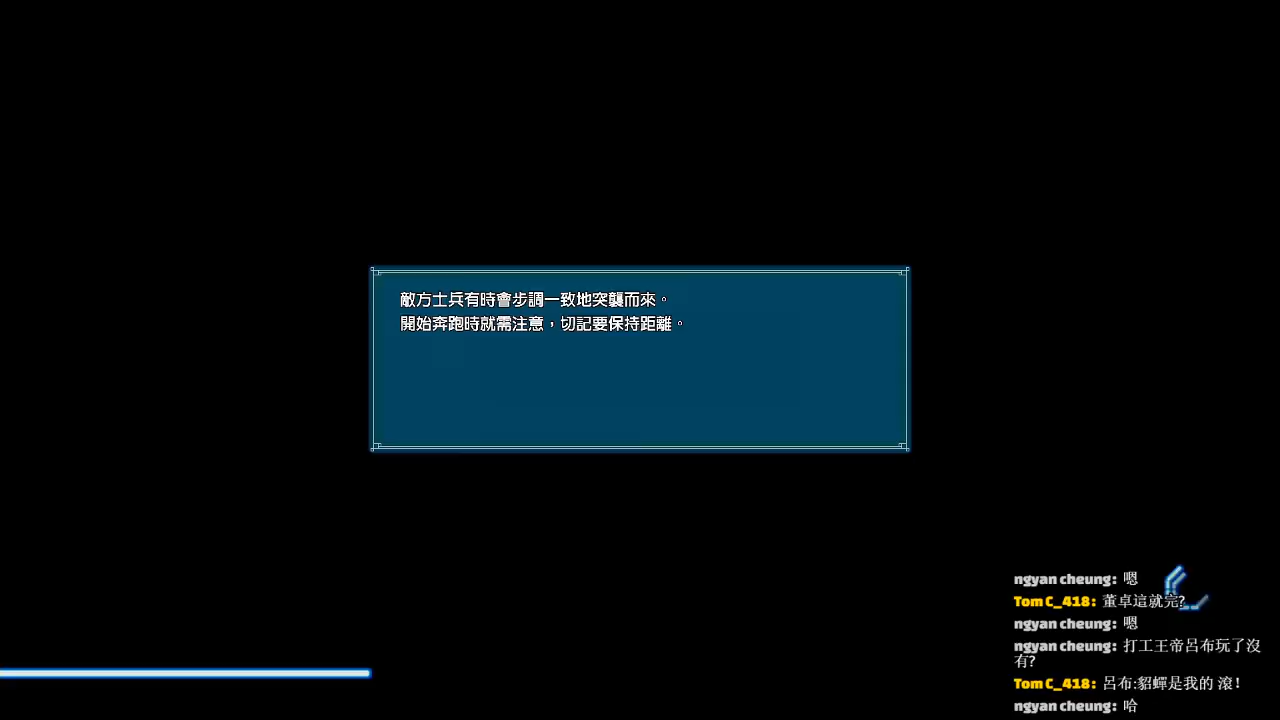 敵方士兵有時會步調一致地突襲而來。
開始奔跑時就需注意，切記要保持距離。
ngyan cheung: 嗯
Tom C_418: 董卓這就完?
ngyan cheung: 嗯
ngyan cheung: 打工王帝呂布玩了沒
有?
Tom C_418: 呂布:貂蟬是我的 滾!
ngyan cheung: 哈